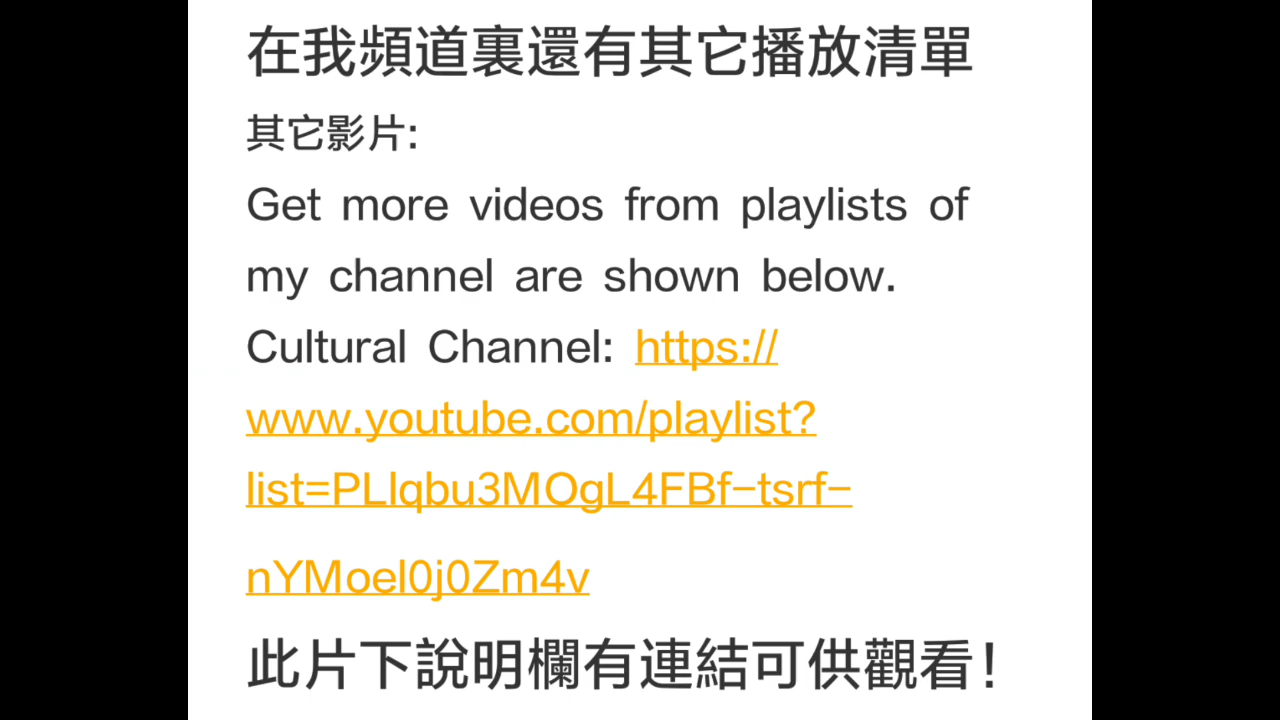 在我頻道裏還有其它播放清單
其它影片:
Get more videos from playlists of
my channel are shown below.
Cultural Channel: https://
www.youtube.com/playlist?
list=PLlqbu3MOgL4FBf-tsrf-
nYMoel0j0Zm4v
此片下說明欄有連結可供觀看!